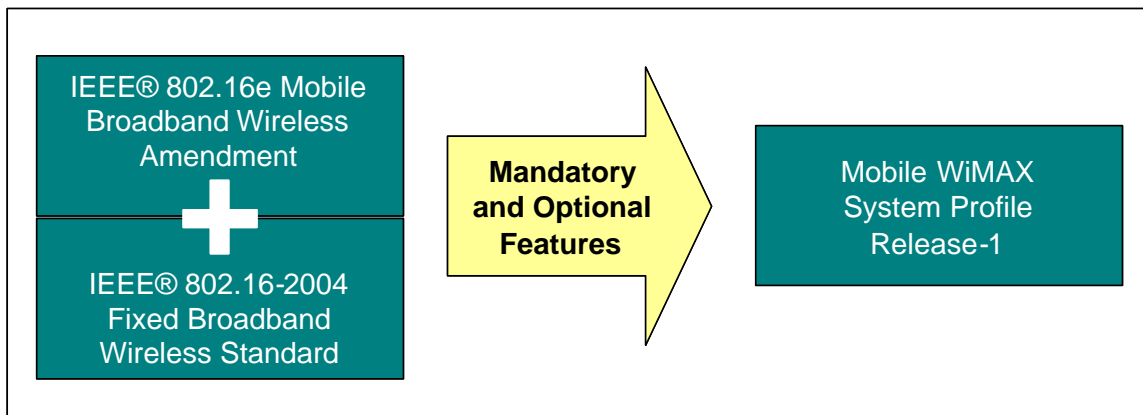 IEEE® 802.16e Mobile
Broadband Wireless
Amendment
IEEE® 802.16-2004
Fixed Broadband
Wireless Standard
Mandatory
and Optional
Features
Mobile WiMAX
System Profile
Release-1